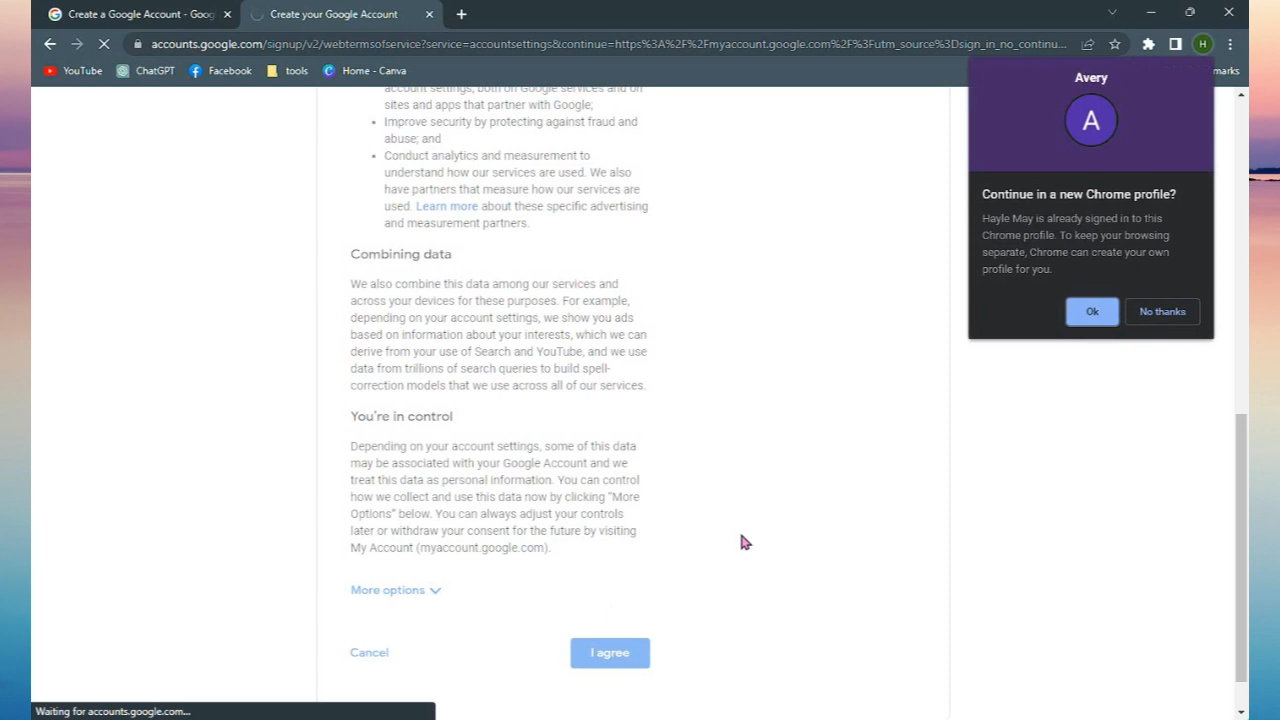 Create a Google Account - Goog
Create your Google Account
accounts.google.com/signup/v2/webtermsofservice?service=accountsettings&continue=https%3A%2F%2Fmyaccount.google.com%2F%3Futm_source%3Dsign_in_no_continu...
H
YouTube
ChatGPT
Facebook
tools
Home - Canva
marks
account settings, both on Google services and on
sites and apps that partner with Google;
• Improve security by protecting against fraud and
abuse; and
• Conduct analytics and measurement to
understand how our services are used. We also
have partners that measure how our services are
used. Learn more about these specific advertising
and measurement partners.
Combining data
We also combine this data among our services and
across your devices for these purposes. For example,
depending on your account settings, we show you ads
based on information about your interests, which we can
derive from your use of Search and YouTube, and we use
data from trillions of search queries to build spell-
correction models that we use across all of our services.
You're in control
Depending on your account settings, some of this data
may be associated with your Google Account and we
treat this data as personal information. You can control
how we collect and use this data now by clicking "More
Options" below. You can always adjust your controls
later or withdraw your consent for the future by visiting
My Account (myaccount.google.com).
More options
Cancel
I agree
Avery
A
Continue in a new Chrome profile?
Hayle May is already signed in to this
Chrome profile. To keep your browsing
separate, Chrome can create your own
profile for you.
Ok
No thanks
Waiting for accounts.google.com...